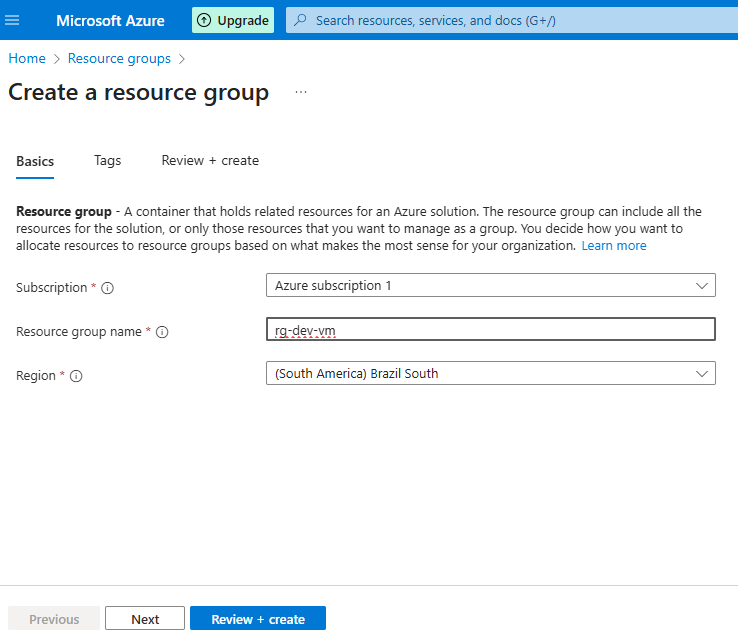 Microsoft Azure Upgrade Search resources, services, and docs (G+/)
Home > Resource groups >
Create a resource group ...
Basics Tags Review + create
Resource group - A container that holds related resources for an Azure solution. The resource group can include all the
resources for the solution, or only those resources that you want to manage as a group. You decide how you want to
allocate resources to resource groups based on what makes the most sense for your organization. Learn more
Subscription * Azure subscription 1
Resource group name * rg-dev-vm
Region * (South America) Brazil South
Previous Next Review + create